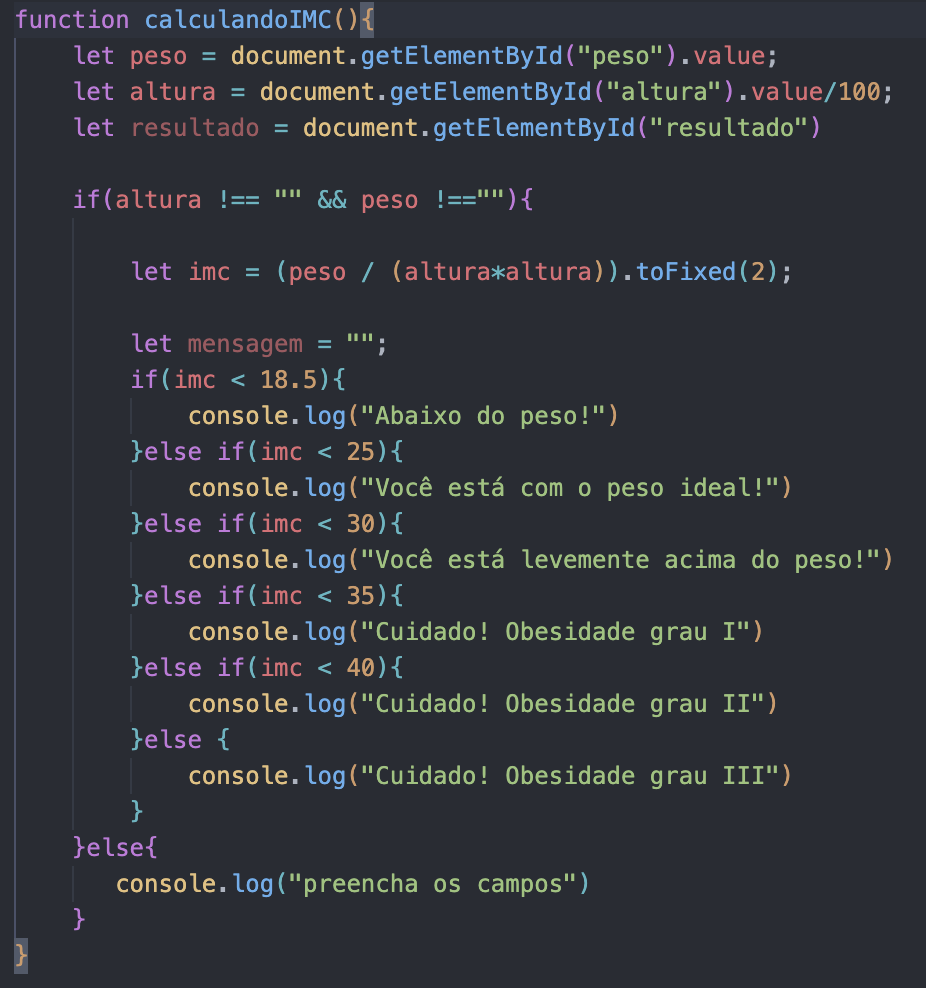 function calculandoIMC(){
    let peso = document.getElementById("peso").value;
    let altura = document.getElementById("altura").value/100;
    let resultado = document.getElementById("resultado")
    if(altura !== "" && peso !==""){
        let imc = (peso / (altura*altura)).toFixed(2);
        let mensagem = "";
        if(imc < 18.5){
            console.log("Abaixo do peso!")
        }else if(imc < 25){
            console.log("Você está com o peso ideal!")
        }else if(imc < 30){
            console.log("Você está levemente acima do peso!")
        }else if(imc < 35){
            console.log("Cuidado! Obesidade grau I")
        }else if(imc < 40){
            console.log("Cuidado! Obesidade grau II")
        }else {
            console.log("Cuidado! Obesidade grau III")
        }
    }else{
       console.log("preencha os campos")
    }
}